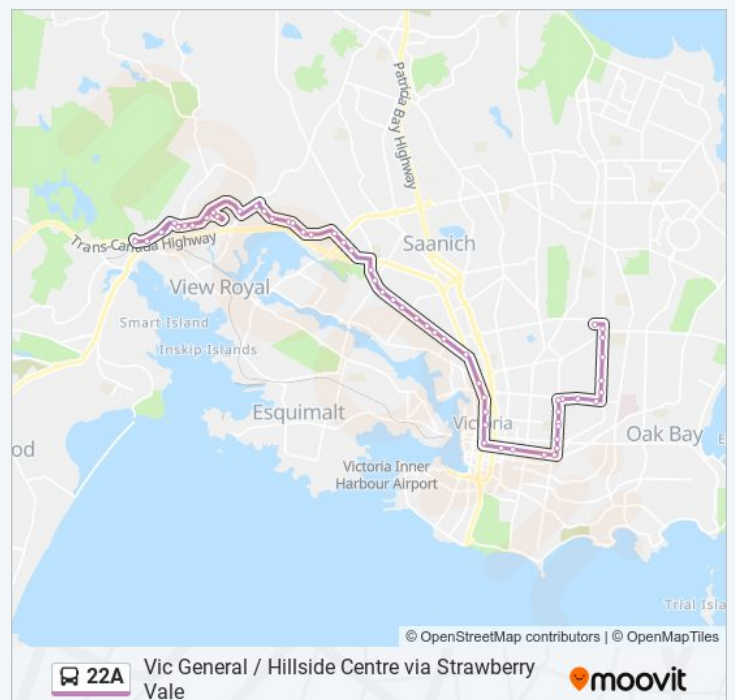 Patricia Bay Highway
Saanich
Trans-Canada Highway
View Royal
Smart Island
Inskip Islands
Esquimalt
Victoria
Oak Bay
od
E
Victoria Inner
Harbour Airport
Trial Isla
© OpenStreetMap contributors | © OpenMapTiles
22A
Vic General / Hillside Centre via Strawberry
Vale
moovit